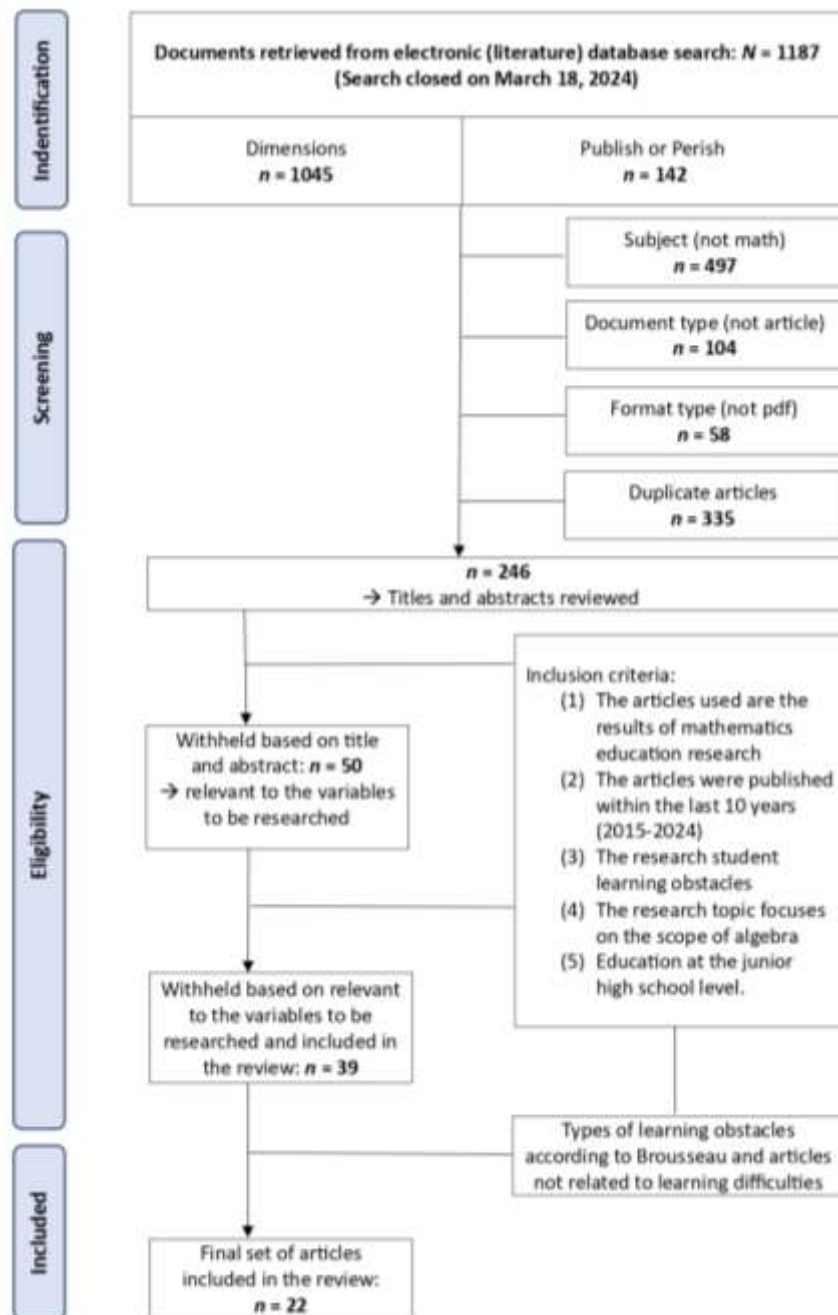 Indentification
Documents retrieved from electronic (literature) database search: N = 1187
(Search closed on March 18, 2024)
Dimensions
n = 1045
Publish or Perish
n = 142
Screening
Subject (not math)
n = 497
Document type (not article)
n = 104
Format type (not pdf)
n = 58
Duplicate articles
n = 335
Eligibility
n = 246
→ Titles and abstracts reviewed
Withheld based on title
and abstract: n = 50
→ relevant to the variables
to be researched
Inclusion criteria:
(1) The articles used are the
results of mathematics
education research
(2) The articles were published
within the last 10 years
(2015-2024)
(3) The research student
learning obstacles
(4) The research topic focuses
on the scope of algebra
(5) Education at the junior
high school level.
Withheld based on relevant
to the variables to be
researched and included in
the review: n = 39
Types of learning obstacles
according to Brousseau and articles
not related to learning difficulties
Included
Final set of articles
included in the review:
n = 22